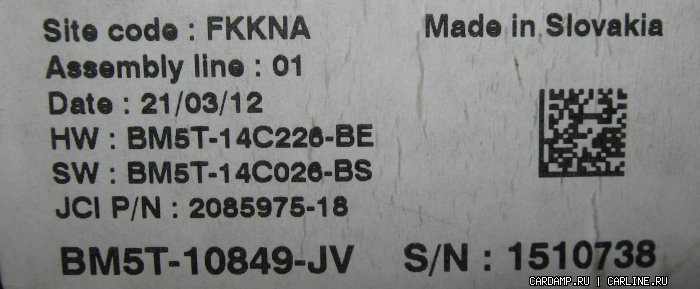 Site code : FKKNA Made in Slovakia
Assembly line : 01
Date : 21/03/12
HW : BM5T-14C226-BE
SW : BM5T-14C026-BS
JCI P/N : 2085975-18
BM5T-10849-JV S/N : 1510738
CARDAMP.RU | CARLINE.RU